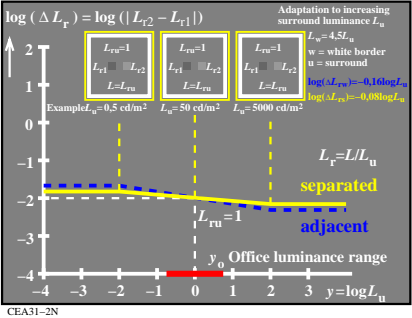 log ( Δ Lr) = log ( | Lr2 − Lr1| )
Adaptation to increasing
surround luminance Lu
Lw = 4,5Lu
w = white border
u = surround
log(ΔLrw)=−0,16logLu
log(ΔLrs)=−0,08logLu
Lru=1 Lru=1 Lru=1
Lr1 Lr2 Lr1 Lr2 Lr1 Lr2
L=Lru L=Lru L=Lru
Example Lu= 0,5 cd/m2 Lu= 50 cd/m2 Lu= 5000 cd/m2
2
1
0
−1
−2
−3
−4
Lr=L/Lu
separated
Lru=1
adjacent
yo Office luminance range
−4 −3 −2 −1 0 1 2 3 y=logLu
CEA31−2N